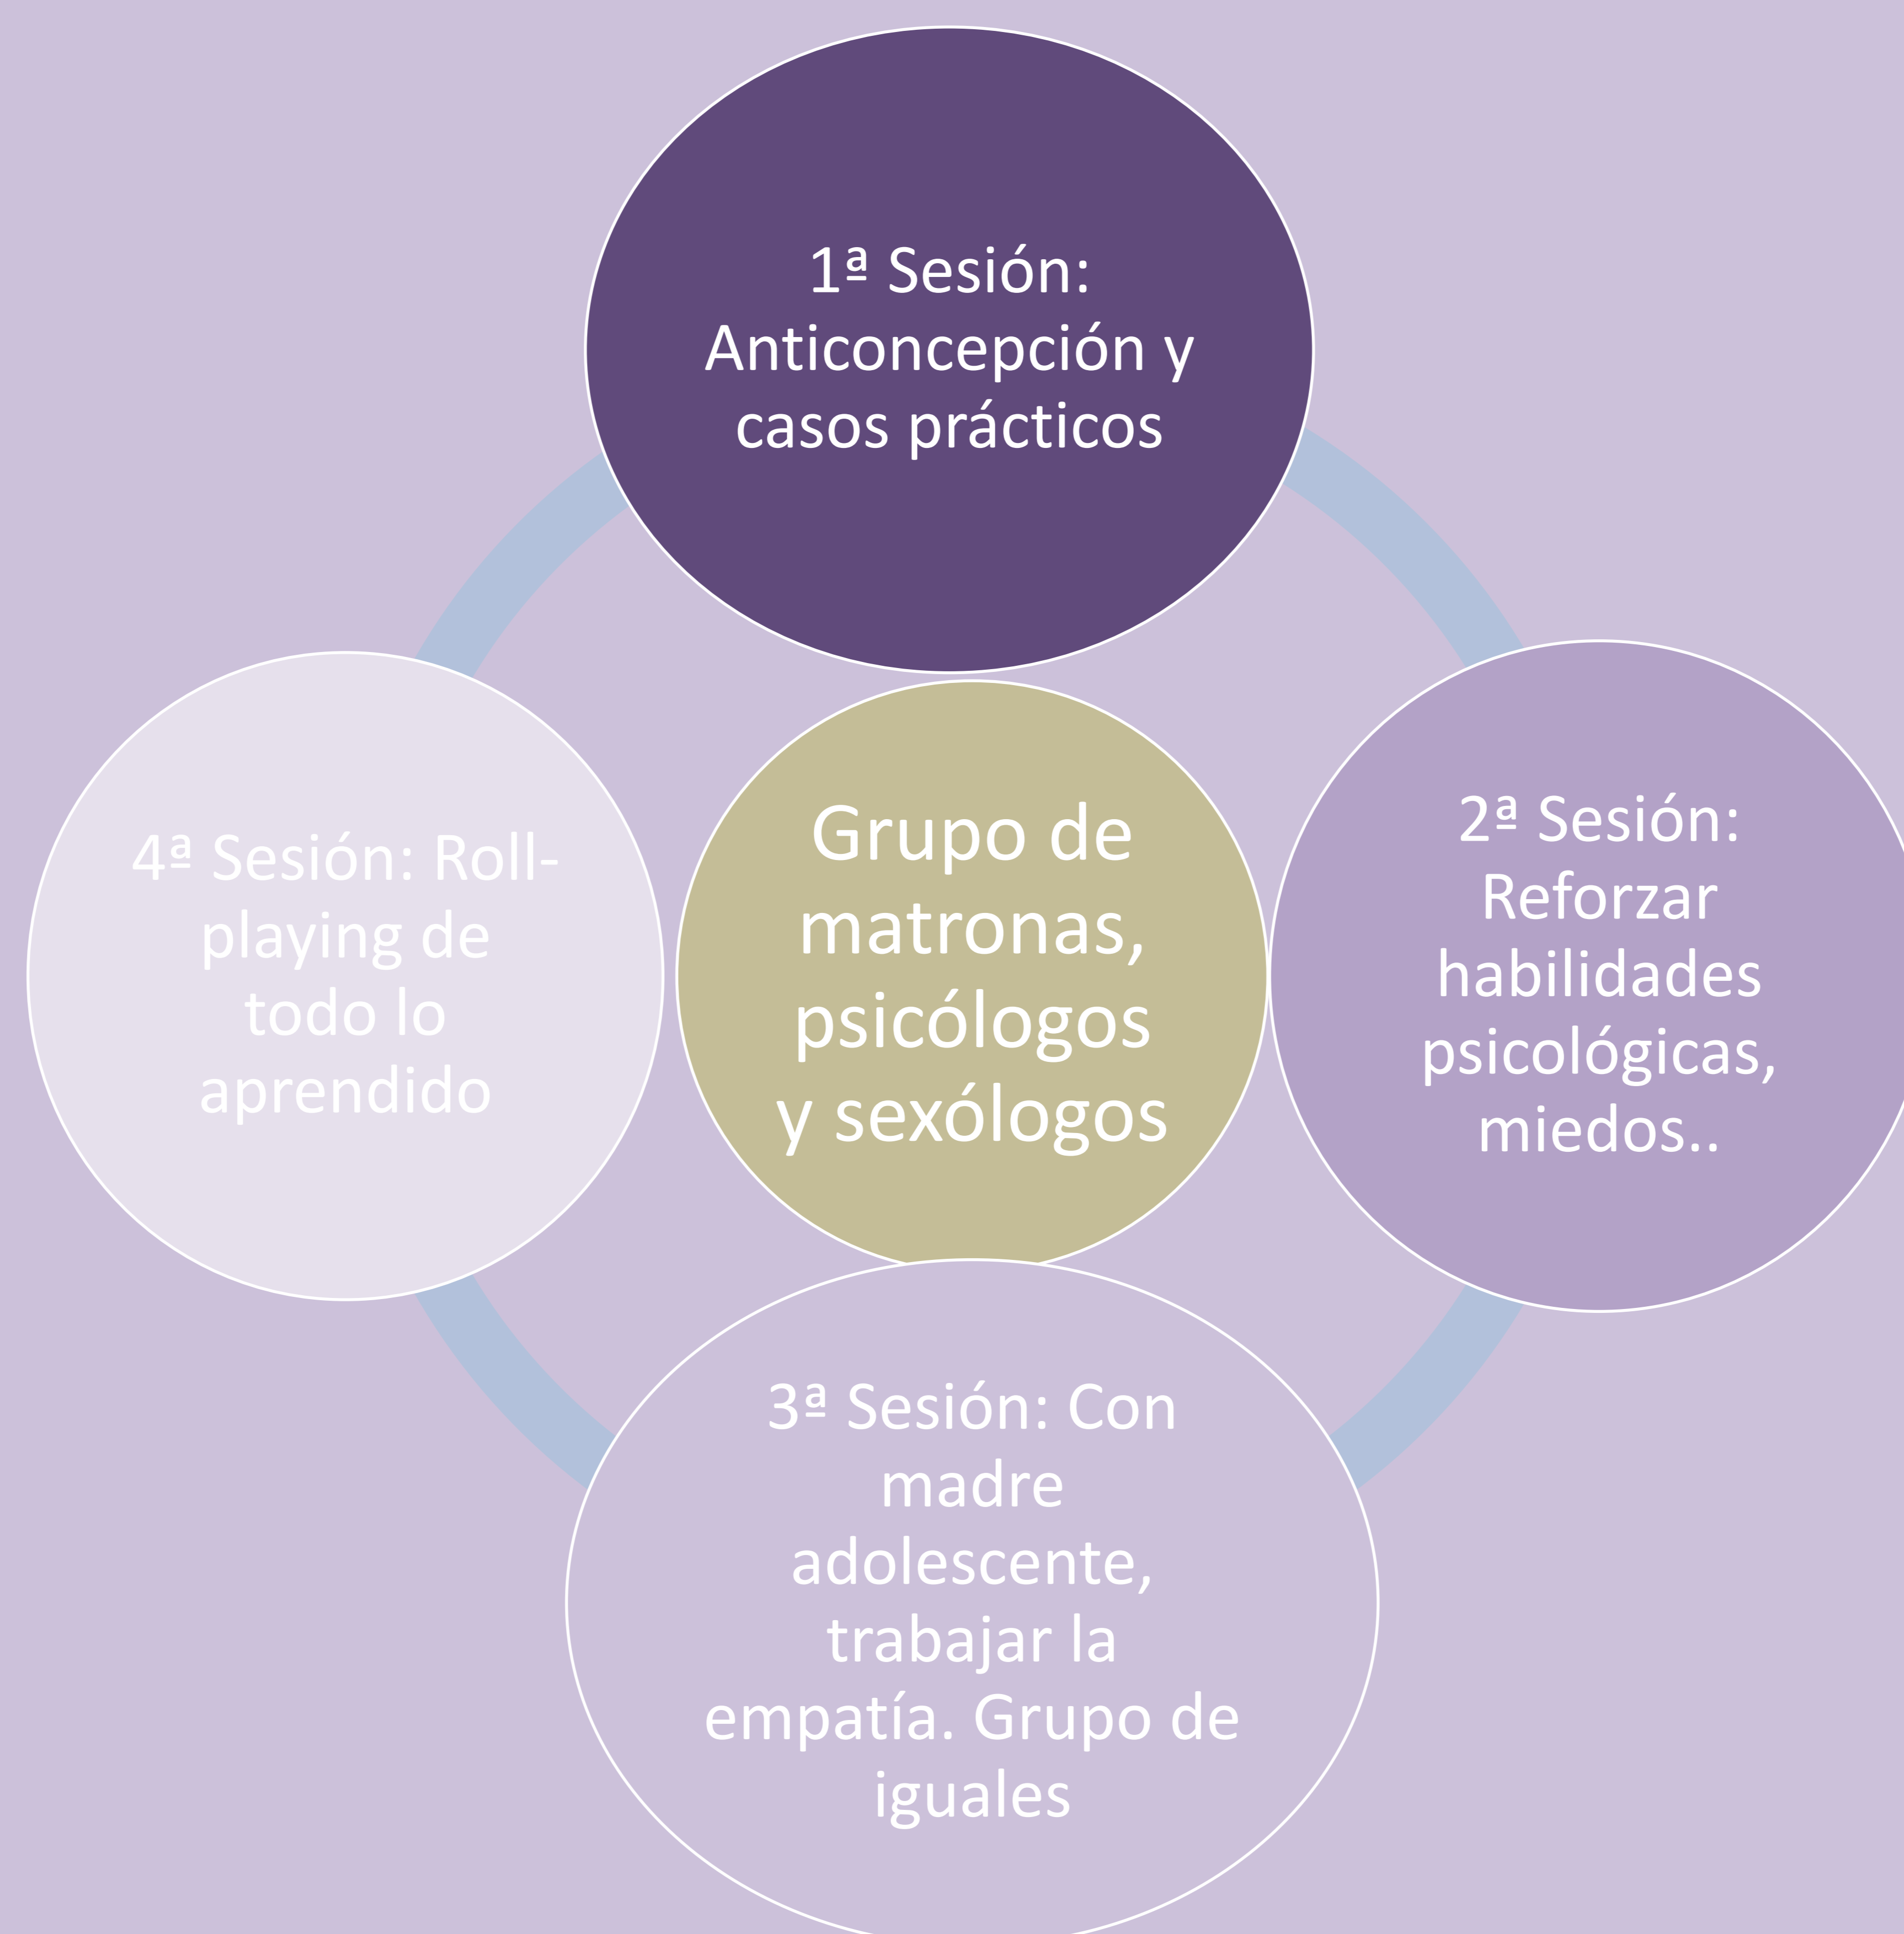 1ª Sesión:
Anticoncepción y
casos prácticos
2ª Sesión:
Reforzar
habilidades
psicológicas,
miedos..
3ª Sesión: Con
madre
adolescente,
trabajar la
empatía. Grupo de
iguales
4ª Sesión: Roll-
playing de
todo lo
aprendido
Grupo de
matronas,
psicólogos
y sexólogos